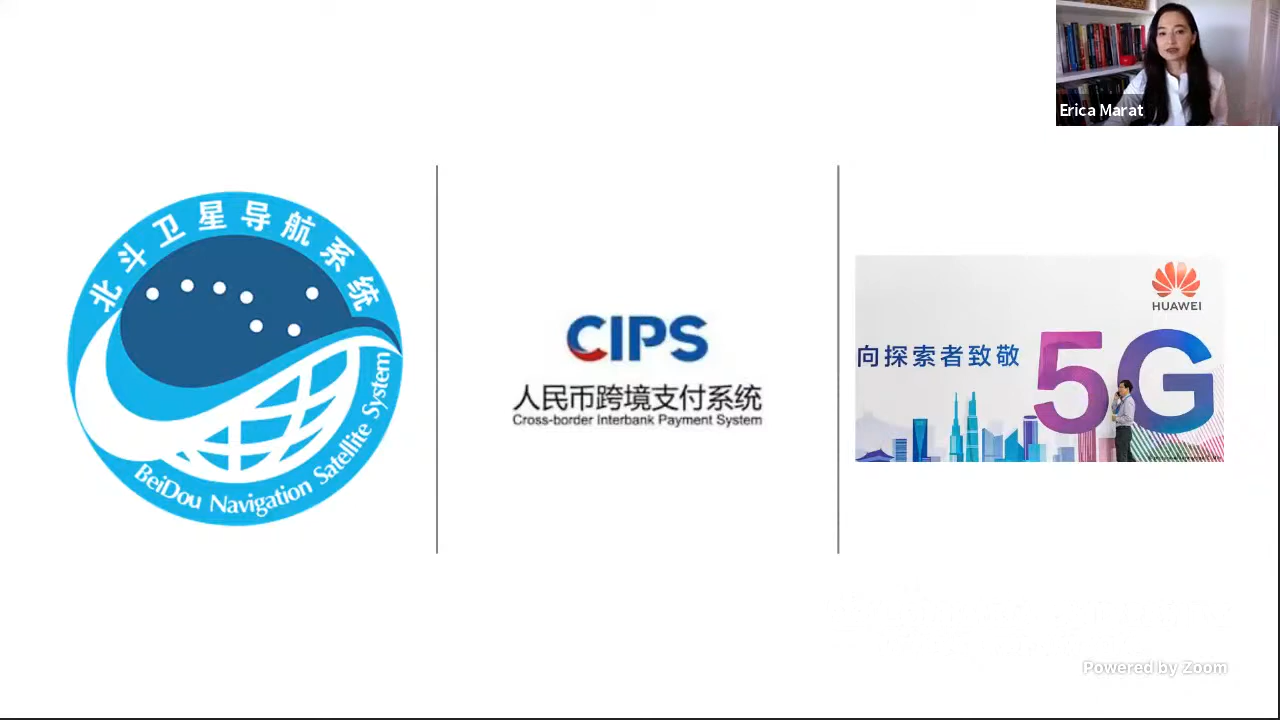 Erica Marat
北斗卫星导航系统
BeiDou Navigation Satellite System
CIPS
人民币跨境支付系统
Cross-border Interbank Payment System
HUAWEI
向探索者致敬
5G
Powered by Zoom